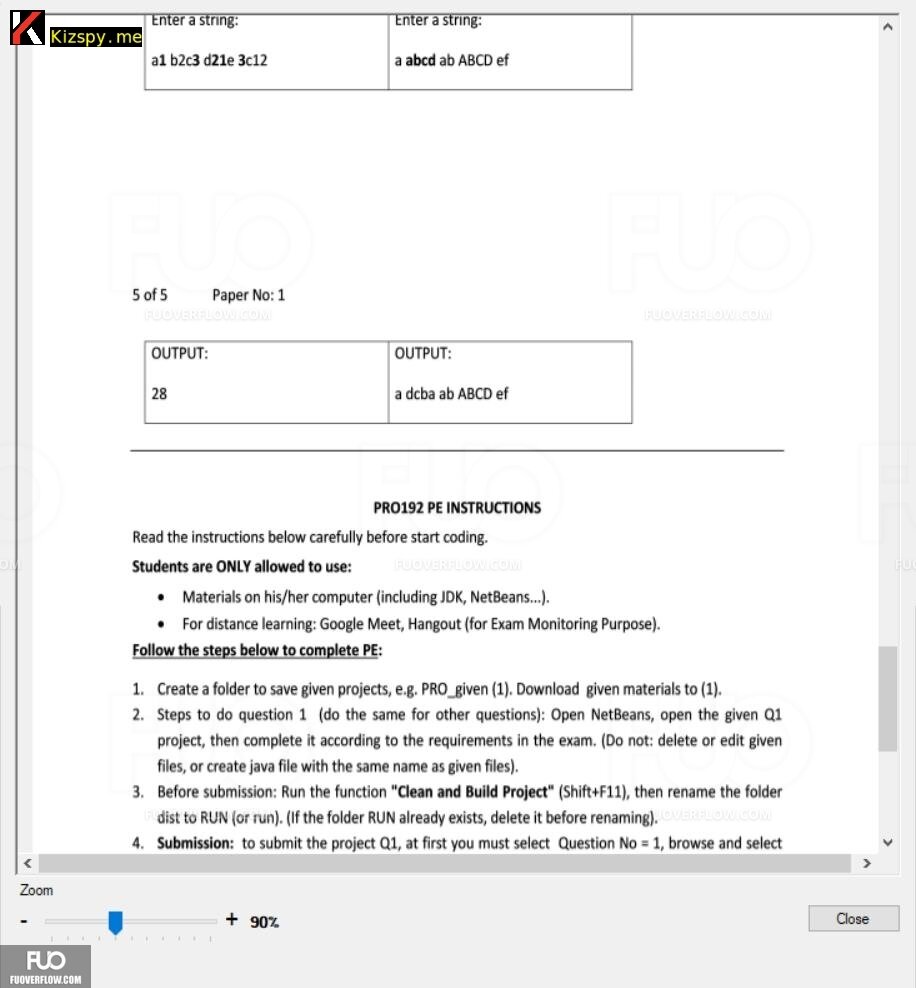 Kizspy.me
Enter a string:
Enter a string:
a1 b2c3 d21e 3c12
a abcd ab ABCD ef
FUO
FUO
5 of 5 Paper No: 1
FUOVERFLOW.COM
FUOVERFLOW.COM
OUTPUT:
OUTPUT:
28
a dcba ab ABCD ef
FUO
PRO192 PE INSTRUCTIONS
Read the instructions below carefully before start coding.
Students are ONLY allowed to use:
FUOVERFLOW.COM
• Materials on his/her computer (including JDK, NetBeans...).
• For distance learning: Google Meet, Hangout (for Exam Monitoring Purpose).
Follow the steps below to complete PE:
1. Create a folder to save given projects, e.g. PRO_given (1). Download given materials to (1).
2. Steps to do question 1 (do the same for other questions): Open NetBeans, open the given Q1
project, then complete it according to the requirements in the exam. (Do not: delete or edit given
files, or create java file with the same name as given files).
3. Before submission: Run the function "Clean and Build Project" (Shift+F11), then rename the folder
dist to RUN (or run). (If the folder RUN already exists, delete it before renaming).
4. Submission: to submit the project Q1, at first you must select Question No = 1, browse and select
Zoom
- + 90%
Close
FUO
FUOVERFLOW.COM